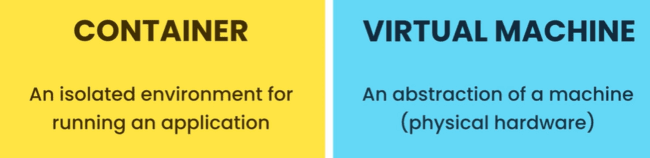 CONTAINER
An isolated environment for
running an application
VIRTUAL MACHINE
An abstraction of a machine
(physical hardware)